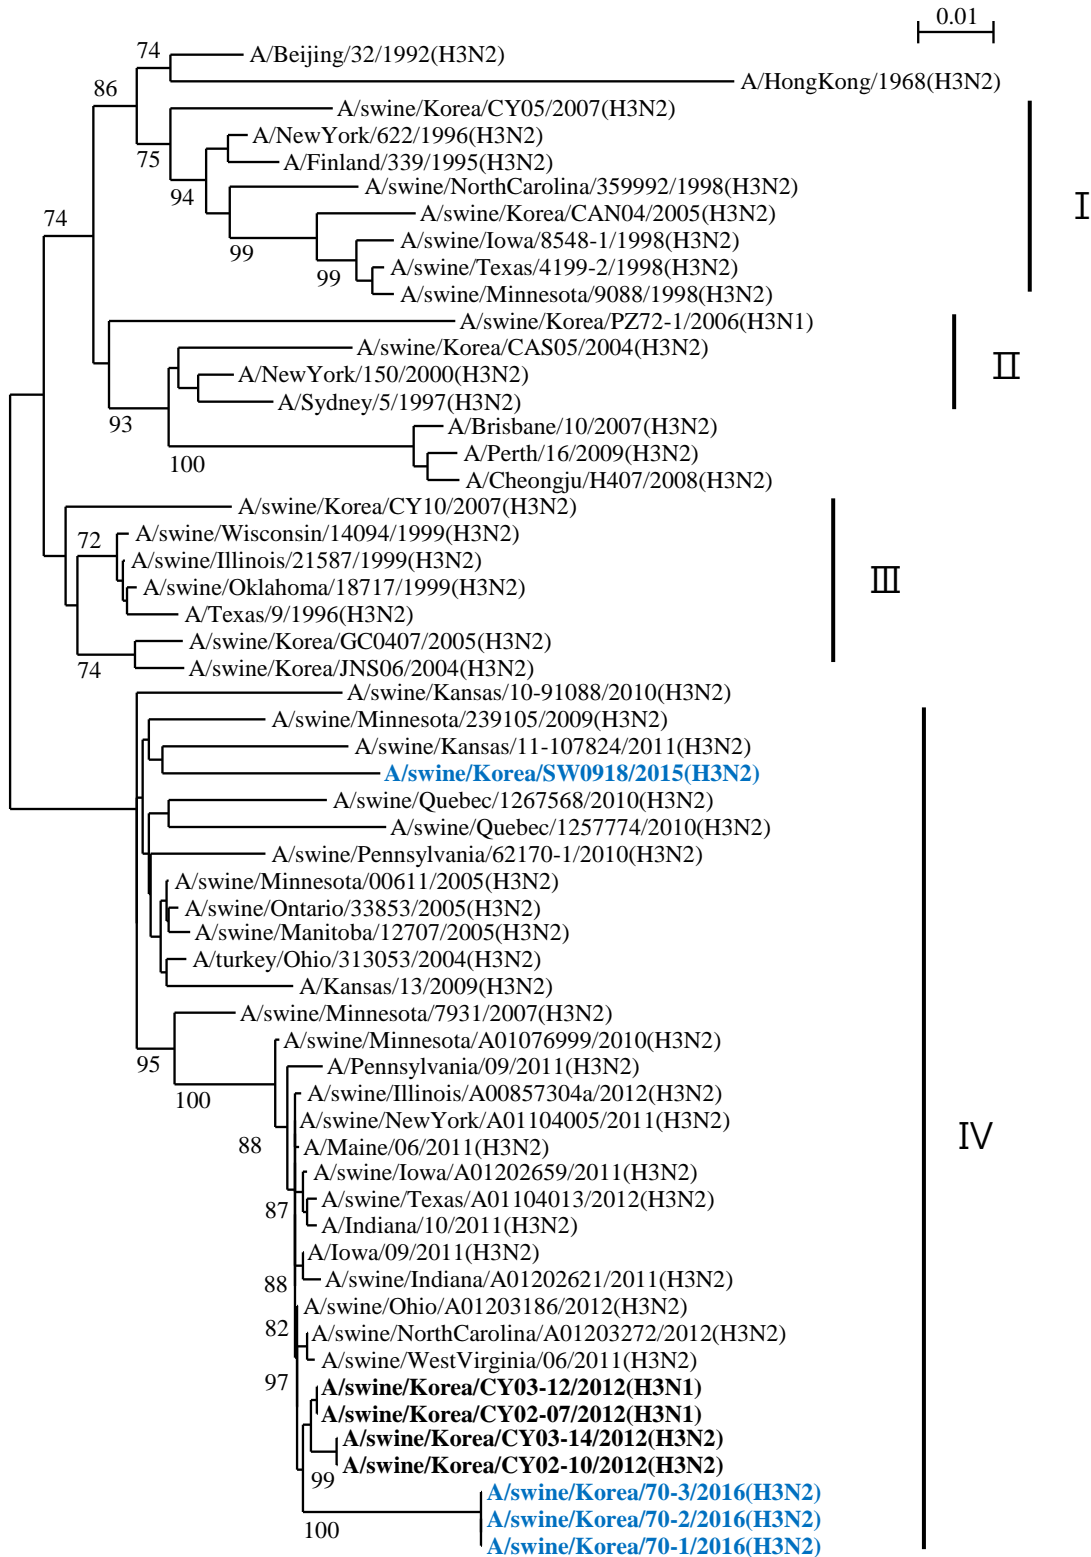 0.01
74
A/Beijing/32/1992(H3N2)
86
A/HongKong/1968(H3N2)
A/swine/Korea/CY05/2007(H3N2)
A/NewYork/622/1996(H3N2)
75
A/Finland/339/1995(H3N2)
94
A/swine/NorthCarolina/359992/1998(H3N2)
I
74
A/swine/Korea/CAN04/2005(H3N2)
99
A/swine/Iowa/8548-1/1998(H3N2)
99
A/swine/Texas/4199-2/1998(H3N2)
A/swine/Minnesota/9088/1998(H3N2)
A/swine/Korea/PZ72-1/2006(H3N1)
A/swine/Korea/CAS05/2004(H3N2)
II
A/NewYork/150/2000(H3N2)
A/Sydney/5/1997(H3N2)
93
A/Brisbane/10/2007(H3N2)
A/Perth/16/2009(H3N2)
100
A/Cheongju/H407/2008(H3N2)
A/swine/Korea/CY10/2007(H3N2)
72
A/swine/Wisconsin/14094/1999(H3N2)
A/swine/Illinois/21587/1999(H3N2)
III
A/swine/Oklahoma/18717/1999(H3N2)
A/Texas/9/1996(H3N2)
A/swine/Korea/GC0407/2005(H3N2)
74
A/swine/Korea/JNS06/2004(H3N2)
A/swine/Kansas/10-91088/2010(H3N2)
A/swine/Minnesota/239105/2009(H3N2)
A/swine/Kansas/11-107824/2011(H3N2)
A/swine/Korea/SW0918/2015(H3N2)
A/swine/Quebec/1267568/2010(H3N2)
A/swine/Quebec/1257774/2010(H3N2)
A/swine/Pennsylvania/62170-1/2010(H3N2)
A/swine/Minnesota/00611/2005(H3N2)
A/swine/Ontario/33853/2005(H3N2)
A/swine/Manitoba/12707/2005(H3N2)
A/turkey/Ohio/313053/2004(H3N2)
A/Kansas/13/2009(H3N2)
A/swine/Minnesota/7931/2007(H3N2)
A/swine/Minnesota/A01076999/2010(H3N2)
95
A/Pennsylvania/09/2011(H3N2)
100
A/swine/Illinois/A00857304a/2012(H3N2)
A/swine/NewYork/A01104005/2011(H3N2)
IV
88
A/Maine/06/2011(H3N2)
A/swine/Iowa/A01202659/2011(H3N2)
A/swine/Texas/A01104013/2012(H3N2)
87
A/Indiana/10/2011(H3N2)
A/Iowa/09/2011(H3N2)
88
A/swine/Indiana/A01202621/2011(H3N2)
A/swine/Ohio/A01203186/2012(H3N2)
82
A/swine/NorthCarolina/A01203272/2012(H3N2)
A/swine/WestVirginia/06/2011(H3N2)
97
A/swine/Korea/CY03-12/2012(H3N1)
A/swine/Korea/CY02-07/2012(H3N1)
A/swine/Korea/CY03-14/2012(H3N2)
A/swine/Korea/CY02-10/2012(H3N2)
99
A/swine/Korea/70-3/2016(H3N2)
A/swine/Korea/70-2/2016(H3N2)
100
A/swine/Korea/70-1/2016(H3N2)